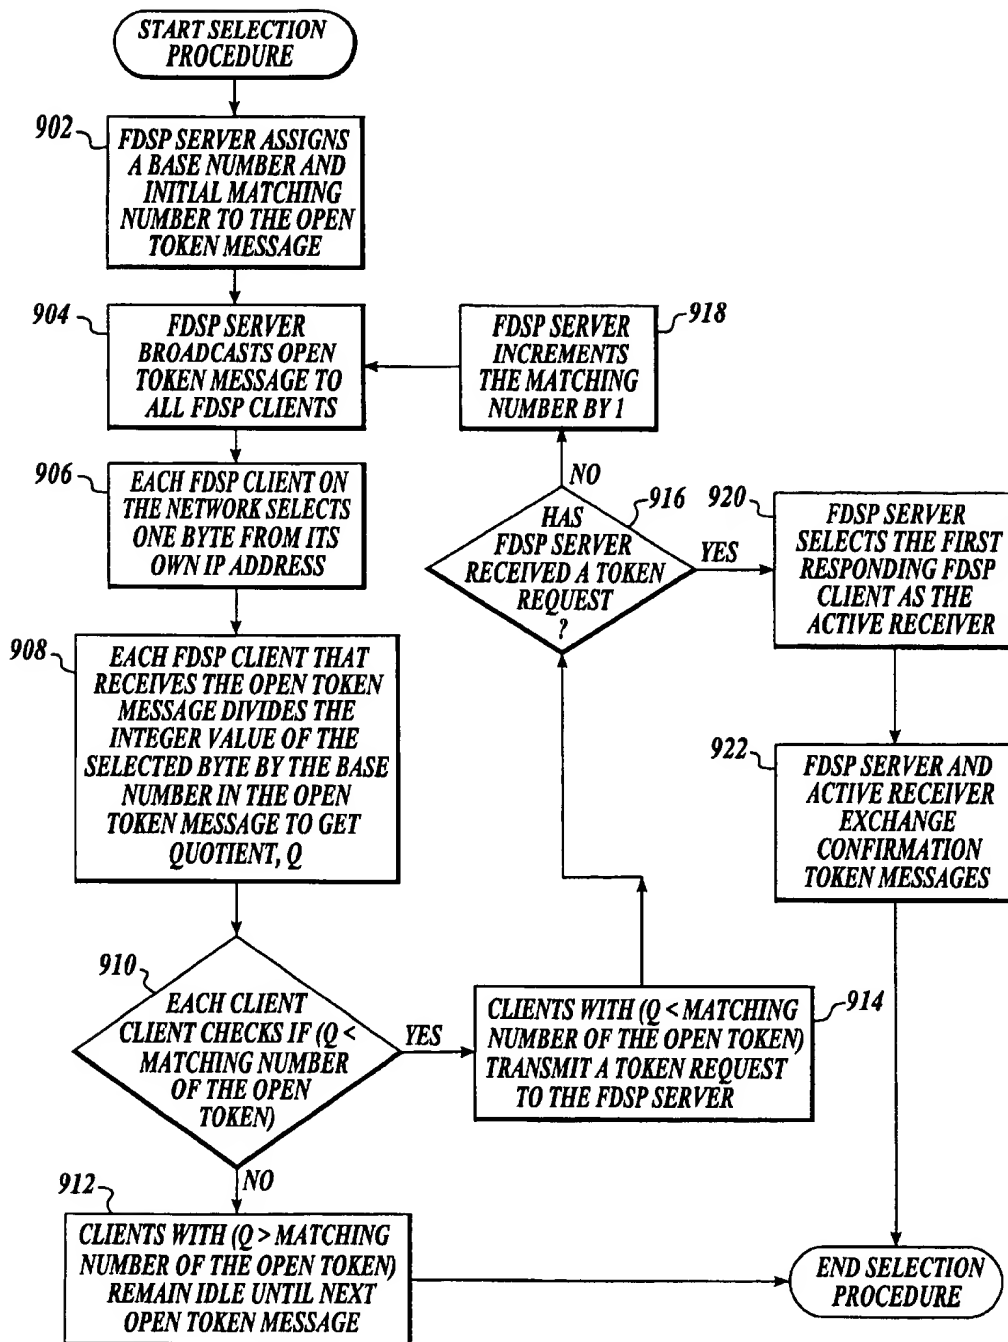 START SELECTION
PROCEDURE
902
FDSP SERVER ASSIGNS
A BASE NUMBER AND
INITIAL MATCHING
NUMBER TO THE OPEN
TOKEN MESSAGE
904
FDSP SERVER
BROADCASTS OPEN
TOKEN MESSAGE TO
ALL FDSP CLIENTS
918
FDSP SERVER
INCREMENTS
THE MATCHING
NUMBER BY 1
906
EACH FDSP CLIENT ON
THE NETWORK SELECTS
ONE BYTE FROM ITS
OWN IP ADDRESS
NO
916
HAS
FDSP SERVER
RECEIVED A TOKEN
REQUEST
?
YES
920
FDSP SERVER
SELECTS THE FIRST
RESPONDING FDSP
CLIENT AS THE
ACTIVE RECEIVER
908
EACH FDSP CLIENT THAT
RECEIVES THE OPEN TOKEN
MESSAGE DIVIDES THE
INTEGER VALUE OF THE
SELECTED BYTE BY THE BASE
NUMBER IN THE OPEN
TOKEN MESSAGE TO GET
QUOTIENT, Q
922
FDSP SERVER AND
ACTIVE RECEIVER
EXCHANGE
CONFIRMATION
TOKEN MESSAGES
910
EACH CLIENT
CLIENT CHECKS IF (Q <
MATCHING NUMBER
OF THE OPEN
TOKEN)
YES
914
CLIENTS WITH (Q < MATCHING
NUMBER OF THE OPEN TOKEN)
TRANSMIT A TOKEN REQUEST
TO THE FDSP SERVER
NO
912
CLIENTS WITH (Q > MATCHING
NUMBER OF THE OPEN TOKEN)
REMAIN IDLE UNTIL NEXT
OPEN TOKEN MESSAGE
END SELECTION
PROCEDURE